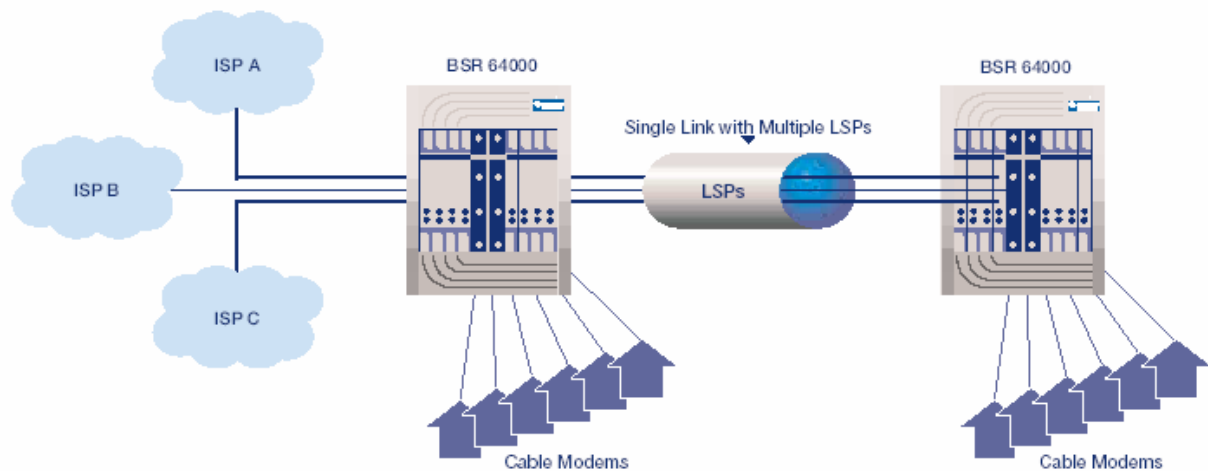 ISP A
BSR 64000
BSR 64000
Single Link with Multiple LSPs
ISP B
LSPs
ISP C
Cable Modems
Cable Modems